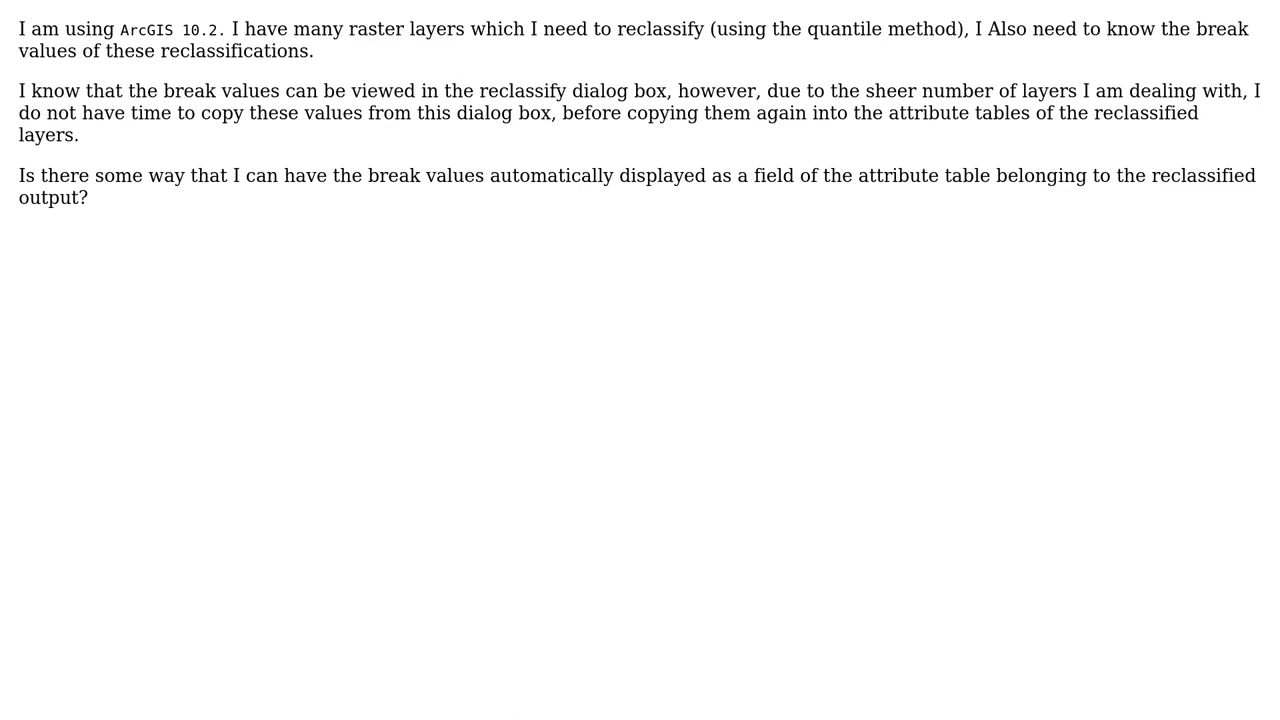 I am using ArcGIS 10.2. I have many raster layers which I need to reclassify (using the quantile method), I Also need to know the break
values of these reclassifications.
I know that the break values can be viewed in the reclassify dialog box, however, due to the sheer number of layers I am dealing with, I
do not have time to copy these values from this dialog box, before copying them again into the attribute tables of the reclassified
layers.
Is there some way that I can have the break values automatically displayed as a field of the attribute table belonging to the reclassified
output?